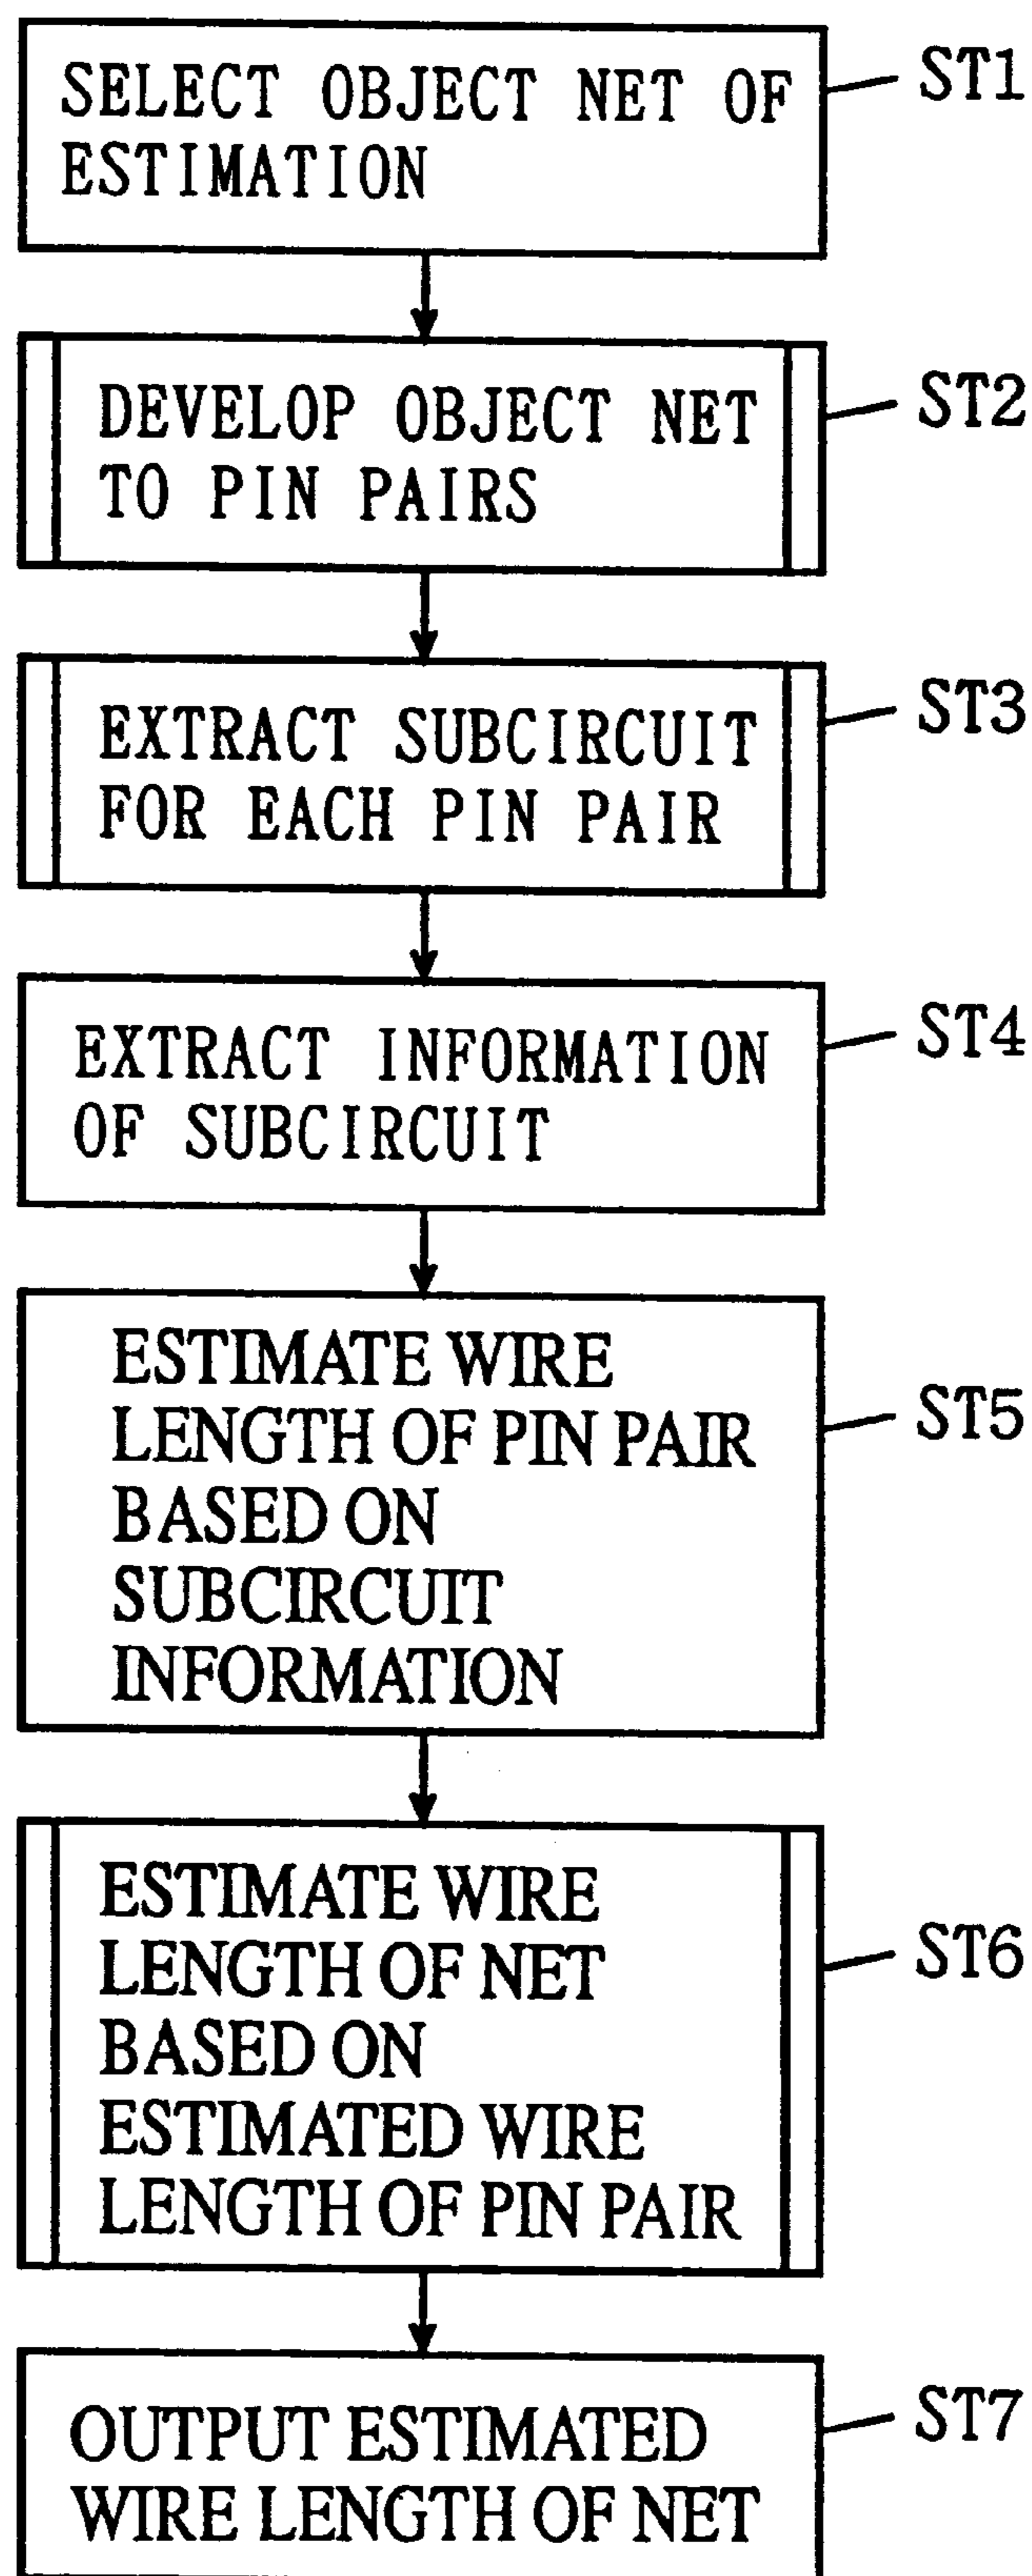 SELECT OBJECT NET OF
ESTIMATION
ST1
DEVELOP OBJECT NET
TO PIN PAIRS
ST2
EXTRACT SUBCIRCUIT
FOR EACH PIN PAIR
ST3
EXTRACT INFORMATION
OF SUBCIRCUIT
ST4
ESTIMATE WIRE
LENGTH OF PIN PAIR
BASED ON
SUBCIRCUIT
INFORMATION
ST5
ESTIMATE WIRE
LENGTH OF NET
BASED ON
ESTIMATED WIRE
LENGTH OF PIN PAIR
ST6
OUTPUT ESTIMATED
WIRE LENGTH OF NET
ST7